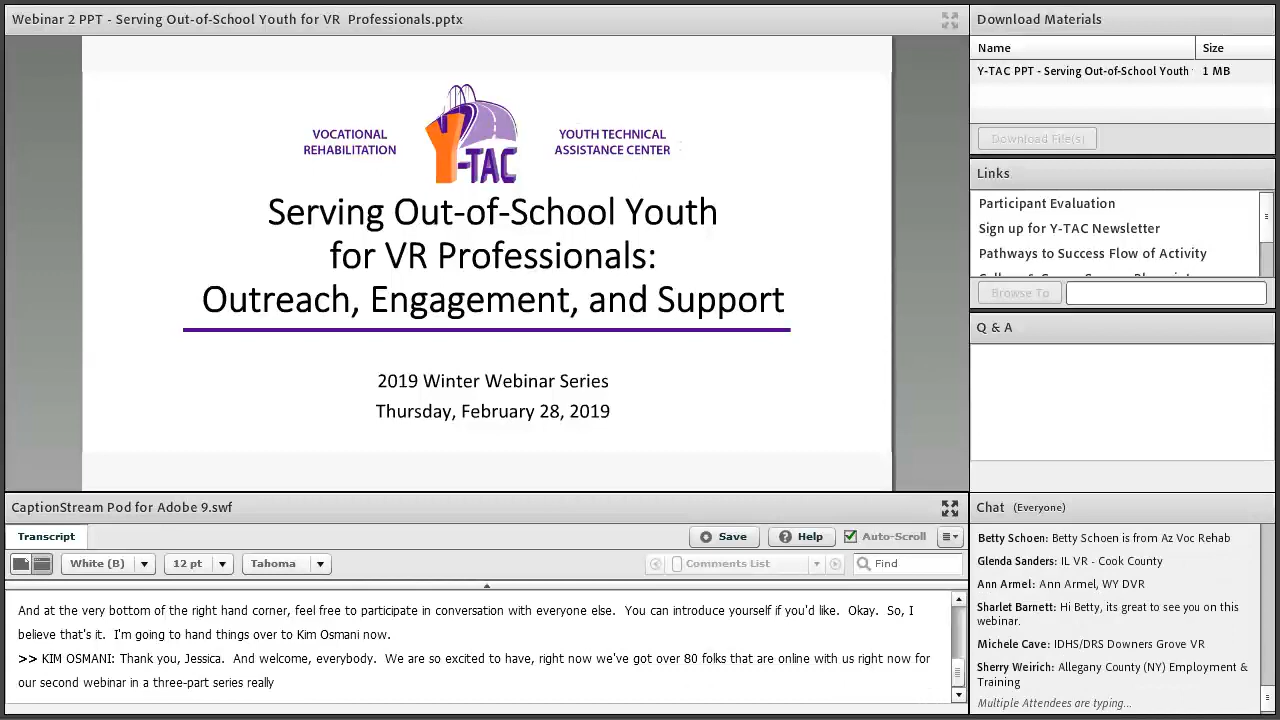 Webinar 2 PPT - Serving Out-of-School Youth for VR  Professionals.pptx
VOCATIONAL
REHABILITATION
Y-TAC
YOUTH TECHNICAL
ASSISTANCE CENTER
Serving Out-of-School Youth
for VR Professionals:
Outreach, Engagement, and Support
2019 Winter Webinar Series
Thursday, February 28, 2019
CaptionStream Pod for Adobe 9.swf
Transcript
Save
Help
Auto-Scroll
White (B)
12 pt
Tahoma
Comments List
Find
And at the very bottom of the right hand corner, feel free to participate in conversation with everyone else.  You can introduce yourself if you'd like.  Okay.  So, I
believe that's it.  I'm going to hand things over to Kim Osmani now.
>> KIM OSMANI: Thank you, Jessica.  And welcome, everybody.  We are so excited to have, right now we've got over 80 folks that are online with us right now for
our second webinar in a three-part series really
Download Materials
Name Size
Y-TAC PPT - Serving Out-of-School Youth 1 MB
Download File(s)
Links
Participant Evaluation
Sign up for Y-TAC Newsletter
Pathways to Success Flow of Activity
Browse To
Q & A
Chat (Everyone)
Betty Schoen: Betty Schoen is from Az Voc Rehab
Glenda Sanders: IL VR - Cook County
Ann Armel: Ann Armel, WY DVR
Sharlet Barnett: Hi Betty, its great to see you on this
webinar.
Michele Cave: IDHS/DRS Downers Grove VR
Sherry Weirich: Allegany County (NY) Employment &
Training
Multiple Attendees are typing...